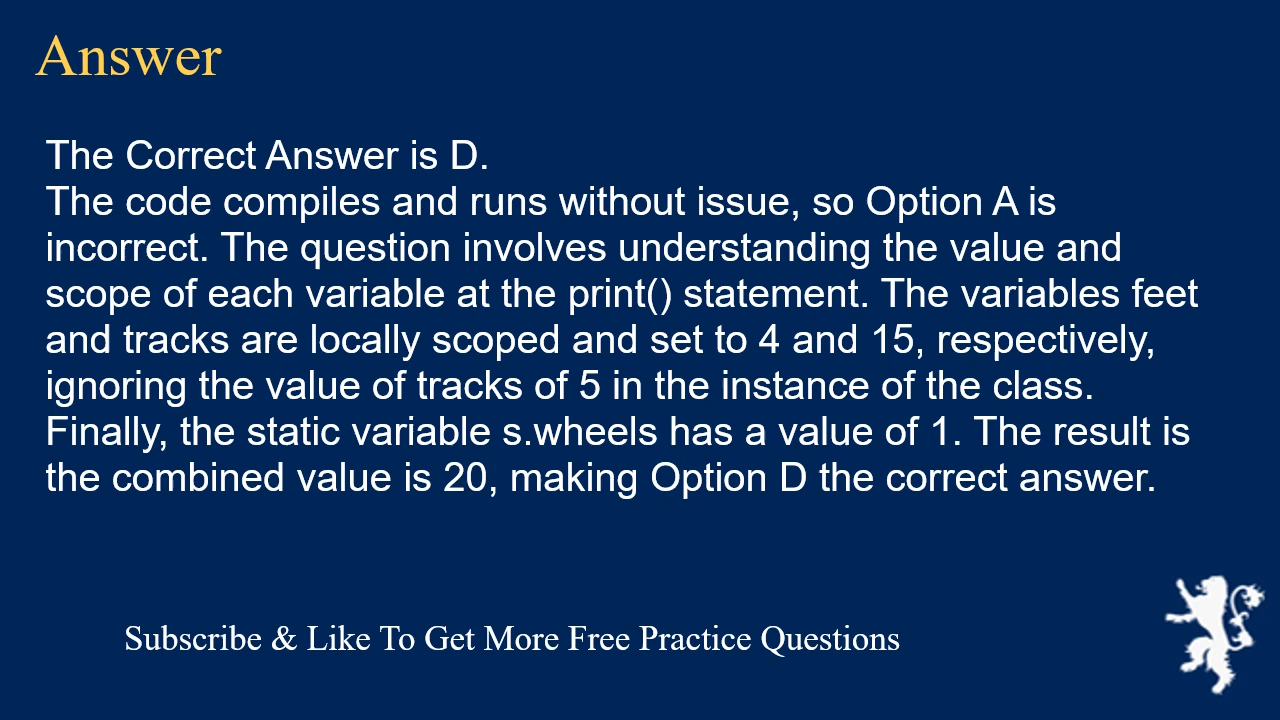 Answer
The Correct Answer is D.
The code compiles and runs without issue, so Option A is
incorrect. The question involves understanding the value and
scope of each variable at the print() statement. The variables feet
and tracks are locally scoped and set to 4 and 15, respectively,
ignoring the value of tracks of 5 in the instance of the class.
Finally, the static variable s.wheels has a value of 1. The result is
the combined value is 20, making Option D the correct answer.
Subscribe & Like To Get More Free Practice Questions